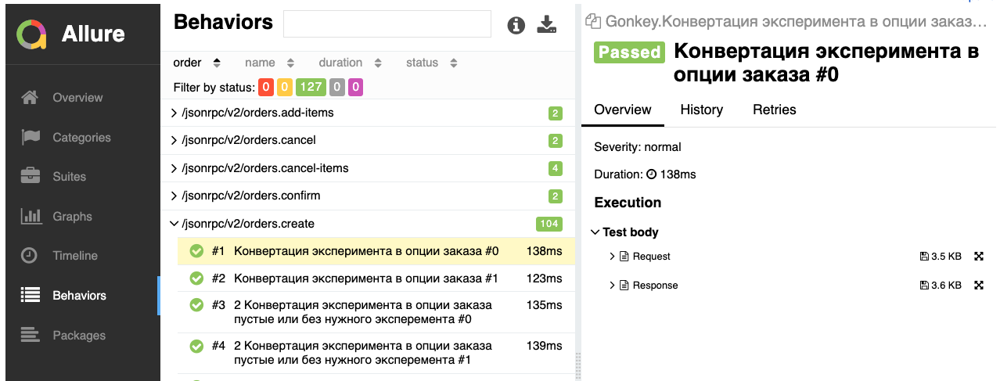 Allure
Overview
Categories
Suites
Graphs
Timeline
Behaviors
Packages
Behaviors
order name duration status
Filter by status: 0 0 127 0 0
/jsonrpc/v2/orders.add-items 2
/jsonrpc/v2/orders.cancel 2
/jsonrpc/v2/orders.cancel-items 4
/jsonrpc/v2/orders.confirm 2
/jsonrpc/v2/orders.create 104
#1 Конвертация эксперимента в опции заказа #0 138ms
#2 Конвертация эксперимента в опции заказа #1 123ms
#3 2 Конвертация эксперимента в опции заказа 135ms
пустые или без нужного эксперемента #0
#4 2 Конвертация эксперимента в опции заказа 139ms
пустые или без нужного эксперемента #1
Gonkey.Конвертация эксперимента в опции заказ...
Passed Конвертация эксперимента в
опции заказа #0
Overview History Retries
Severity: normal
Duration: 138ms
Execution
Test body
Request 3.5 KB
Response 3.6 KB